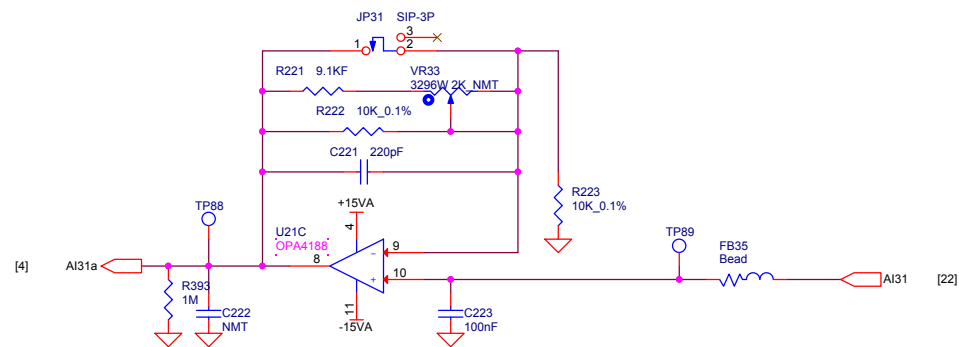 JP31 SIP-3P
3
1 2
R221 9.1KF VR33
3296W 2K_NMT
R222 10K_0.1%
C221 220pF
R223
10K_0.1%
TP88
+15VA
4
U21C
OPA4188
TP89
FB35
Bead
9
8
-
10
+
[4] AI31a
AI31 [22]
R393
1M
C222
NMT
11
-15VA
C223
100nF